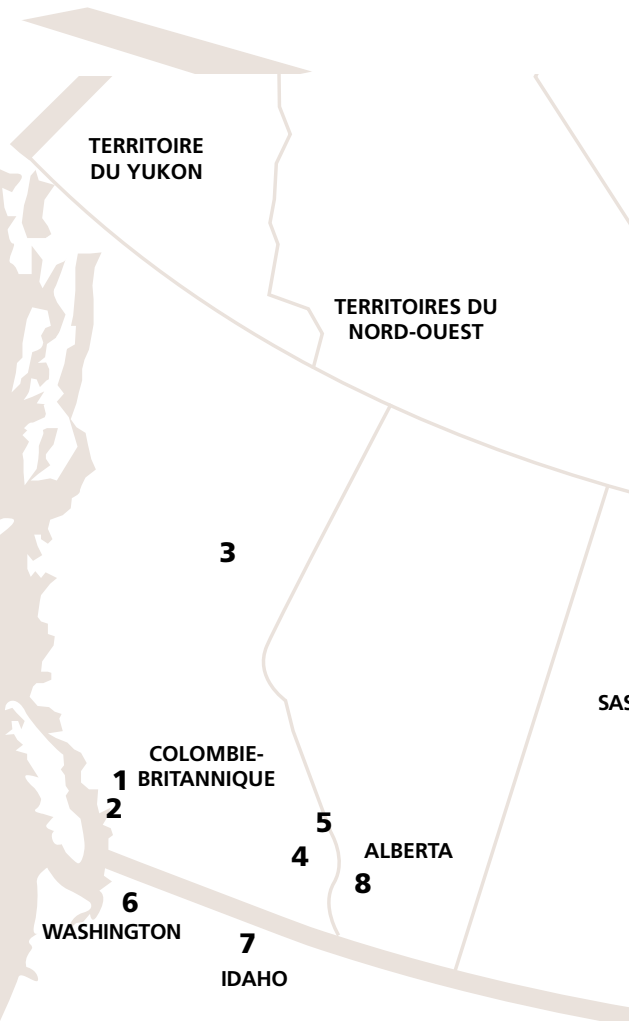 TERRITOIRE
DU YUKON
TERRITOIRES DU
NORD-OUEST
3
SAS
COLOMBIE-
1 BRITANNIQUE
2
5
4
ALBERTA
8
6
WASHINGTON
7
IDAHO